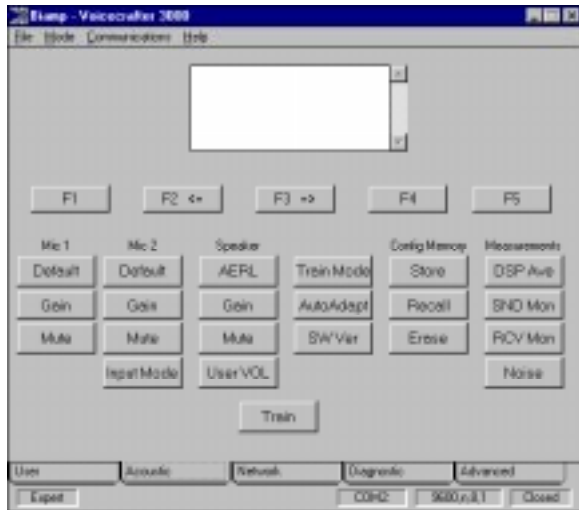 Biamp - Voicecrafter 3000
File Mode Communications Help
F1 F2 <= F3 => F4 F5
Mic 1 Mic 2 Speaker Config Memory Measurements
Default Default AERL Train Mode Store DSP Ave
Gain Gain Gain AutoAdapt Recall SND Mon
Mute Mute Mute SW Ver Erase RCV Mon
Input Mode User VOL Noise
Train
User Acoustic Network Diagnostic Advanced
Expert COM2 9600,n,8,1 Closed